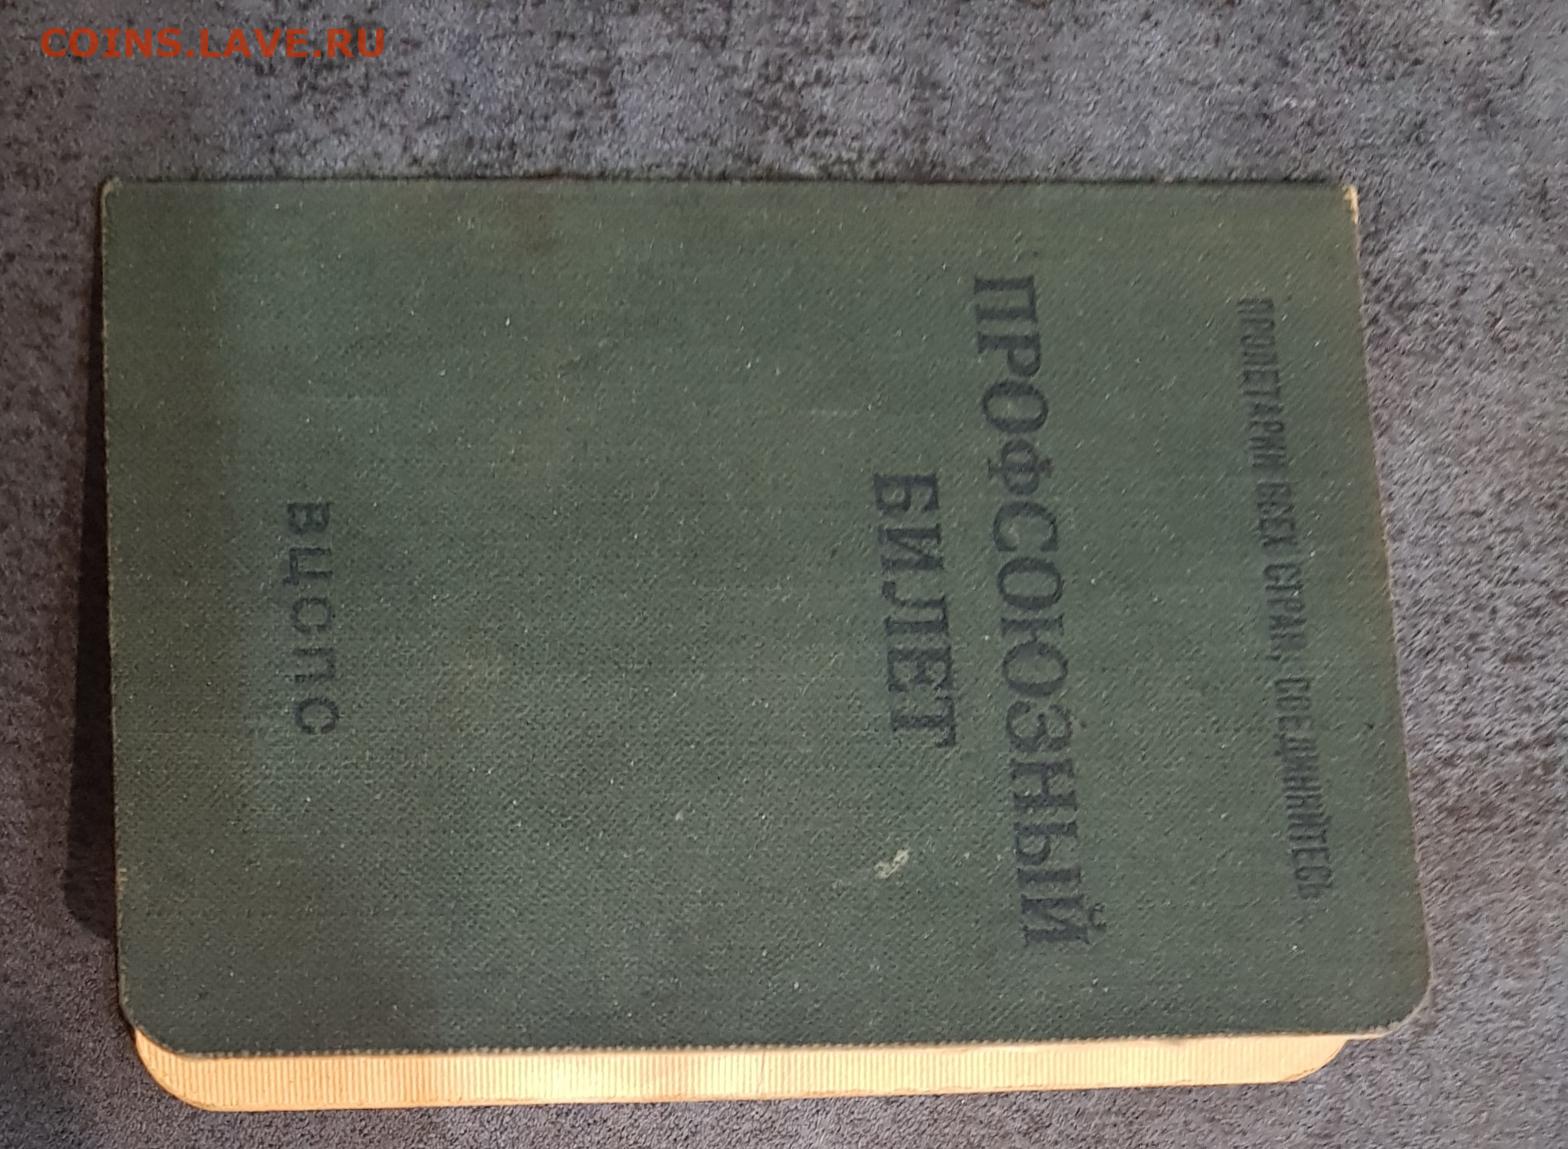 COINS.LAVE.RU
ПРОЛЕТАРИИ ВСЕХ СТРАН, СОЕДИНЯЙТЕСЬ
ПРОФСОЮЗНЫЙ
БИЛЕТ
ВЦСПС